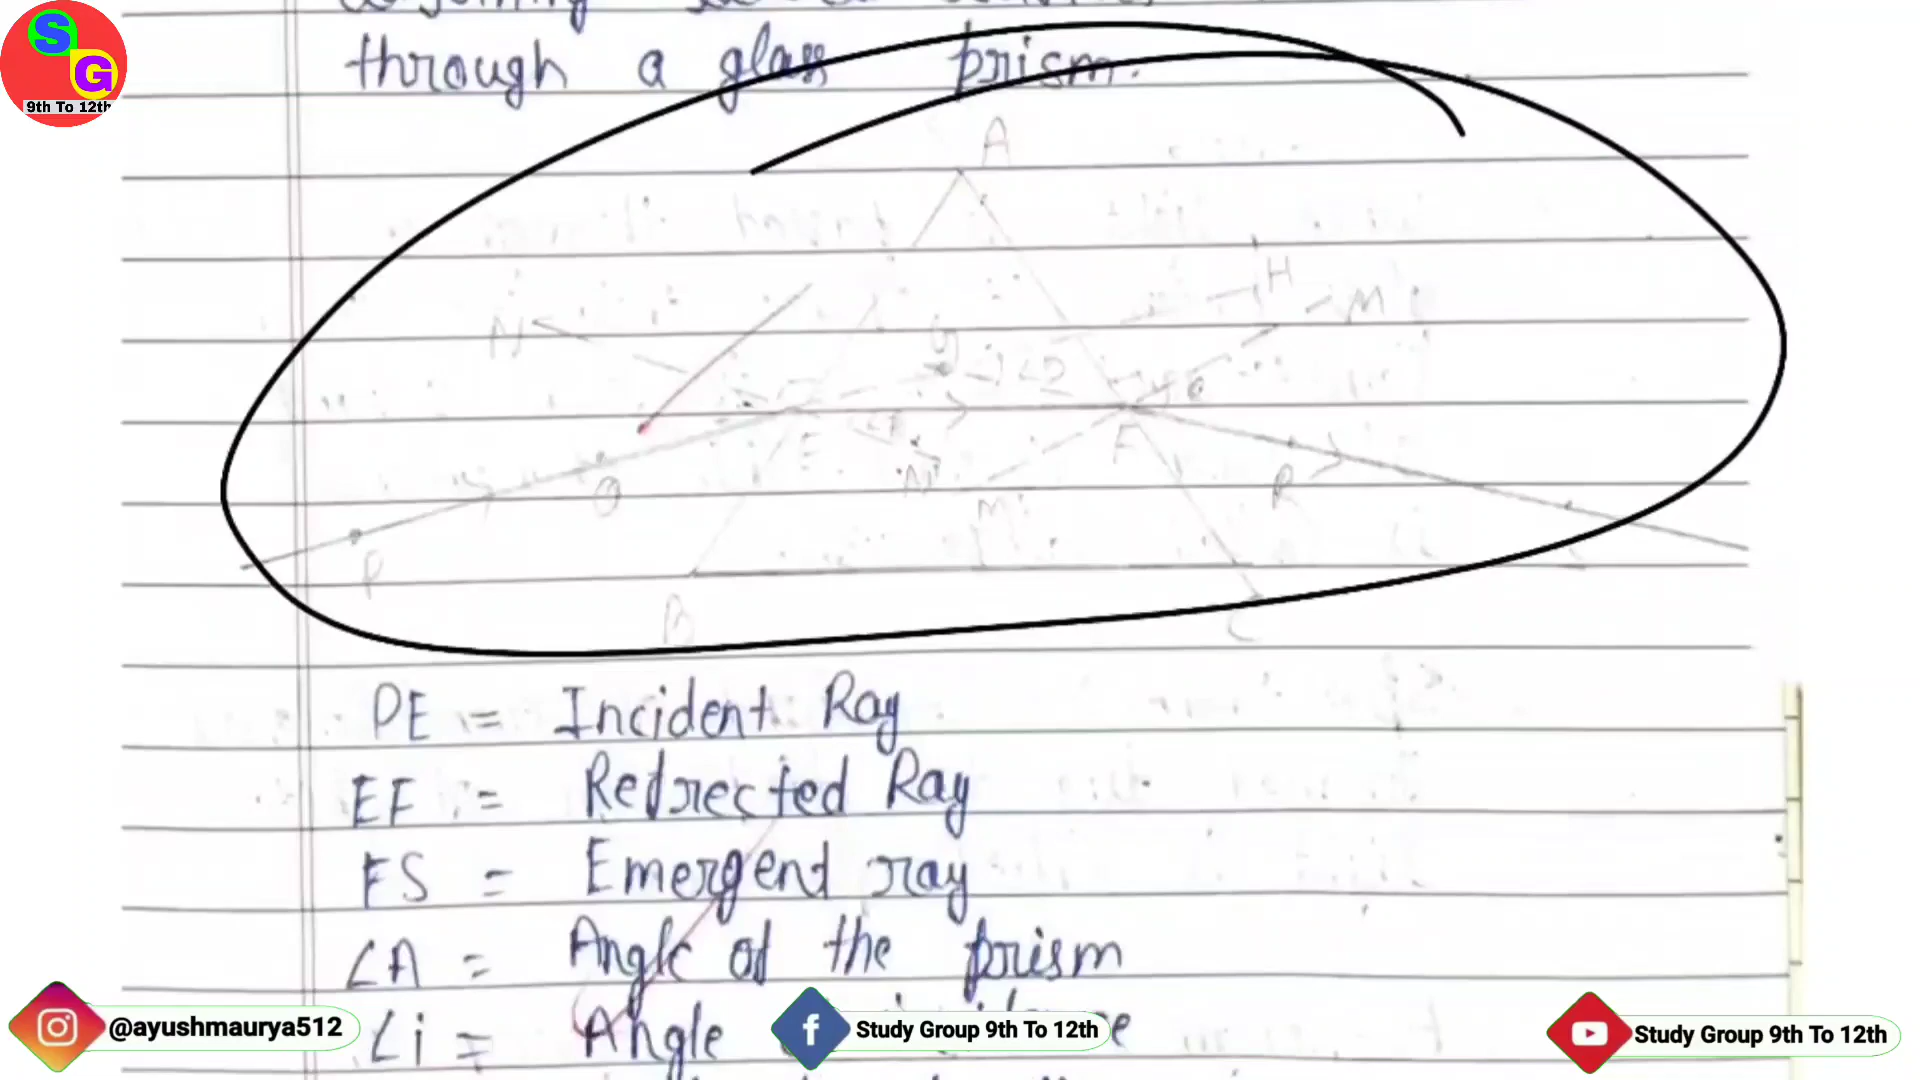 S
G
9th To 12th
through a glass prism.
A
H
N
M
G
D
e
E
F
Q
N'
M'
R
P
B
C
PE = Incident Ray
EF = Refrected Ray
FS = Emergent ray
∠A = Angle of the prism
∠i = Angle
@ayushmaurya512
f
Study Group 9th To 12th
Study Group 9th To 12th